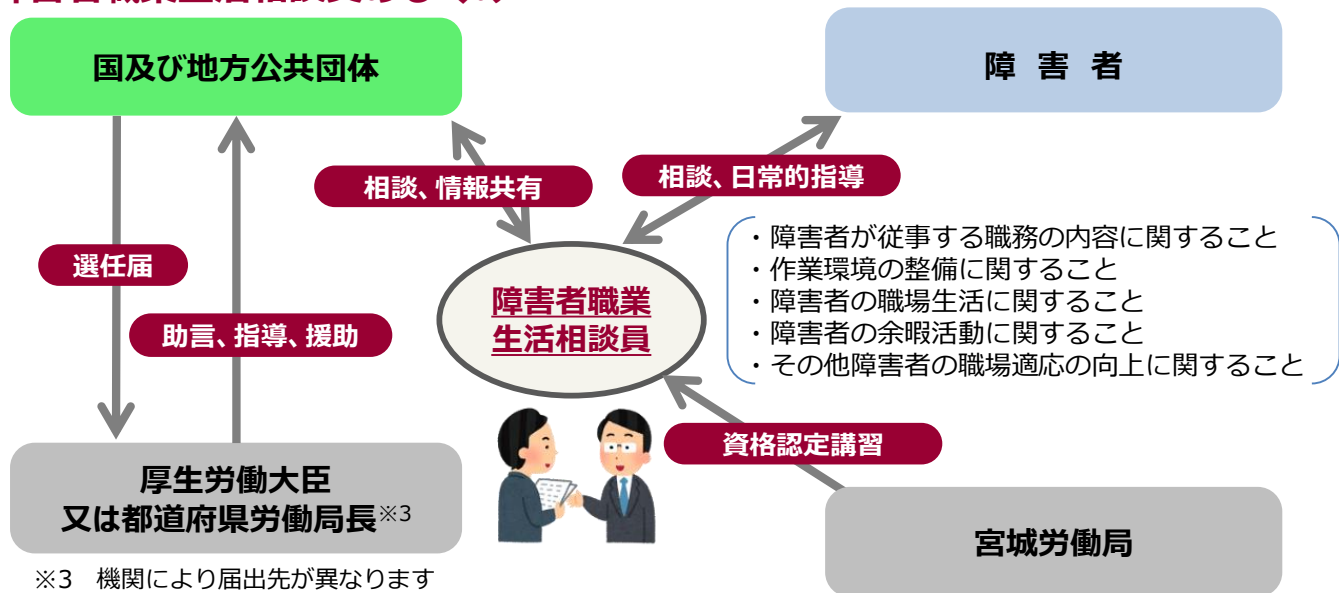 国及び地方公共団体
障 害 者
相談、情報共有
相談、日常的指導
選任届
助言、指導、援助
障害者職業
生活相談員
・障害者が従事する職務の内容に関すること
・作業環境の整備に関すること
・障害者の職場生活に関すること
・障害者の余暇活動に関すること
・その他障害者の職場適応の向上に関すること
資格認定講習
厚生労働大臣
又は都道府県労働局長※3
宮城労働局
※3 機関により届出先が異なります